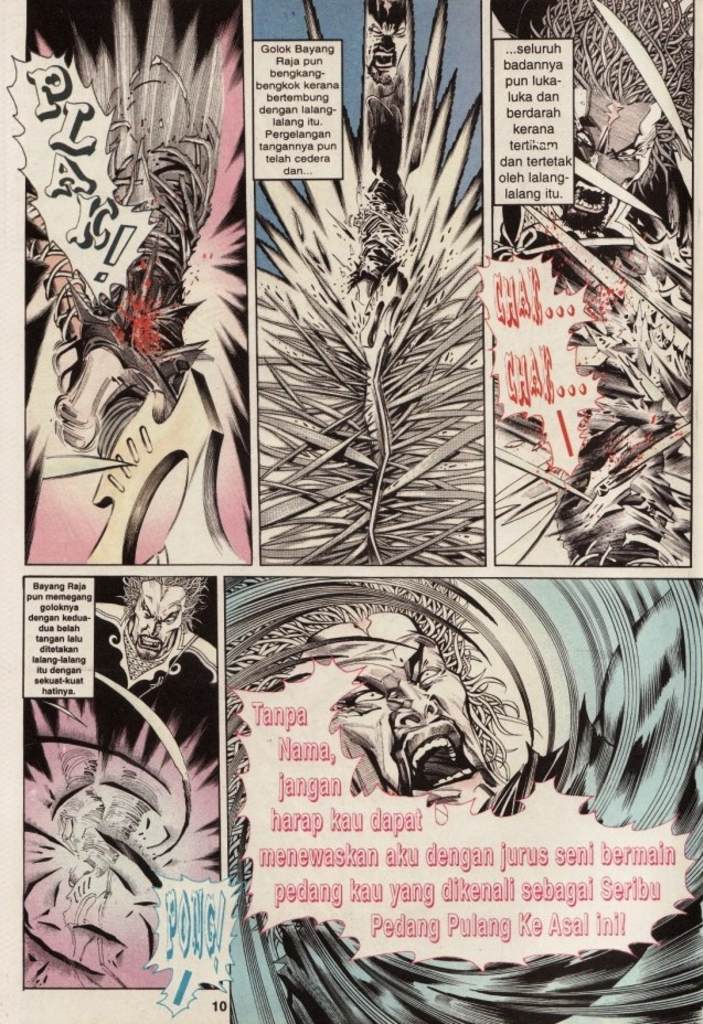 PLAK!
Golok Bayang
Raja pun
bengkang-
bengkok kerana
bertembung
dengan lalang-
lalang itu.
Pergelangan
tangannya pun
telah cedera
dan...
...seluruh
badannya
pun luka-
luka dan
berdarah
kerana
tertikam
dan tertetak
oleh lalang-
lalang itu.
CHAK...
CHAK...
!
Bayang Raja
pun memegang
goloknya
dengan kedua-
dua belah
tangan lalu
ditetakan
lalang-lalang
itu dengan
sekuat-kuat
hatinya.
PONG!
!
Tanpa
Nama,
jangan
harap kau dapat
menewaskan aku dengan jurus seni bermain
pedang kau yang dikenali sebagai Seribu
Pedang Pulang Ke Asal ini!
10